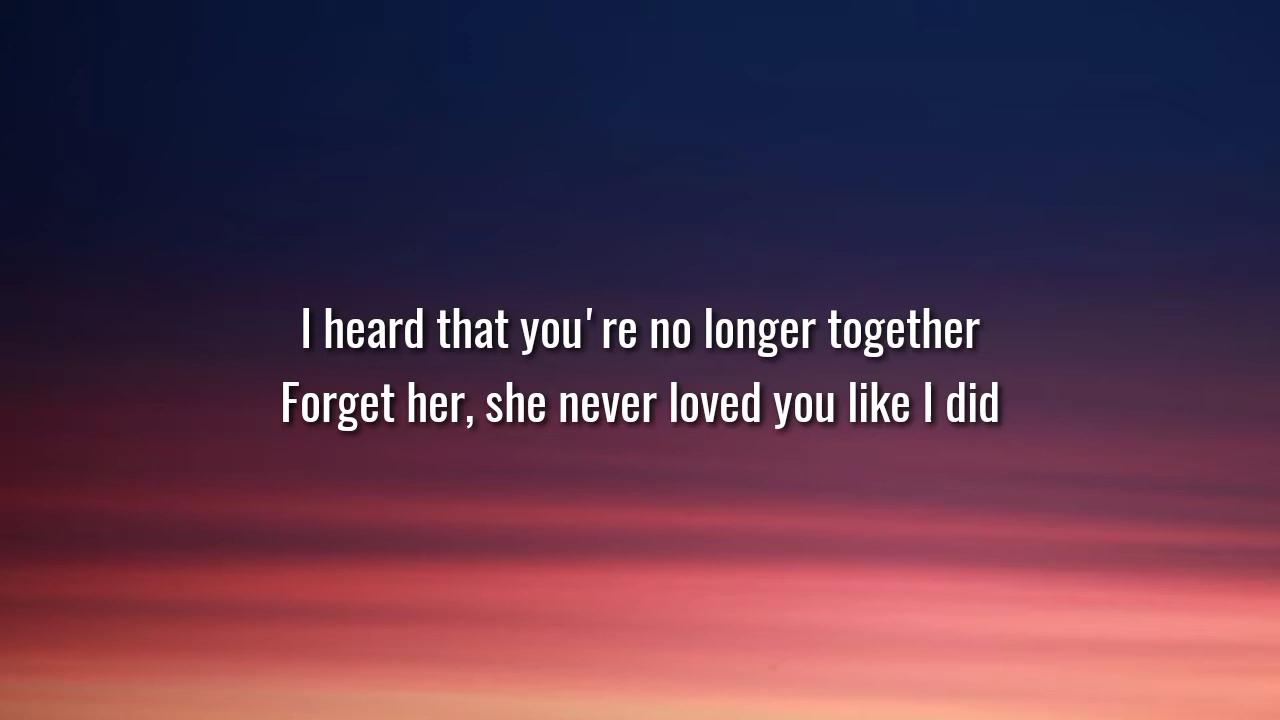 I heard that you're no longer together
Forget her, she never loved you like I did